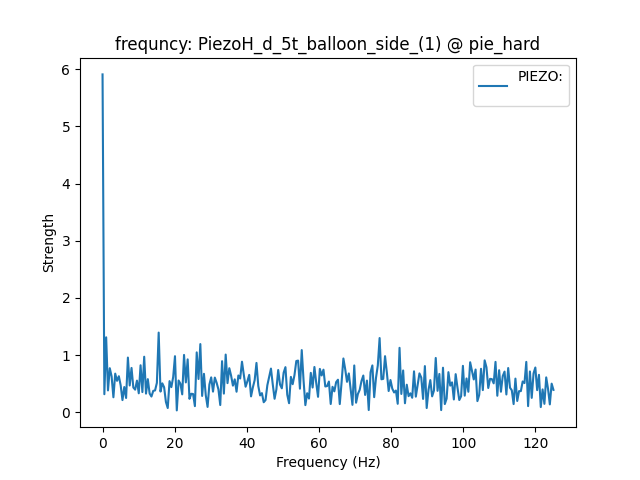 frequncy: PiezoH_d_5t_balloon_side_(1) @ pie_hard
PIEZO:
Strength
6
5
4
3
2
1
0
0 20 40 60 80 100 120
Frequency (Hz)